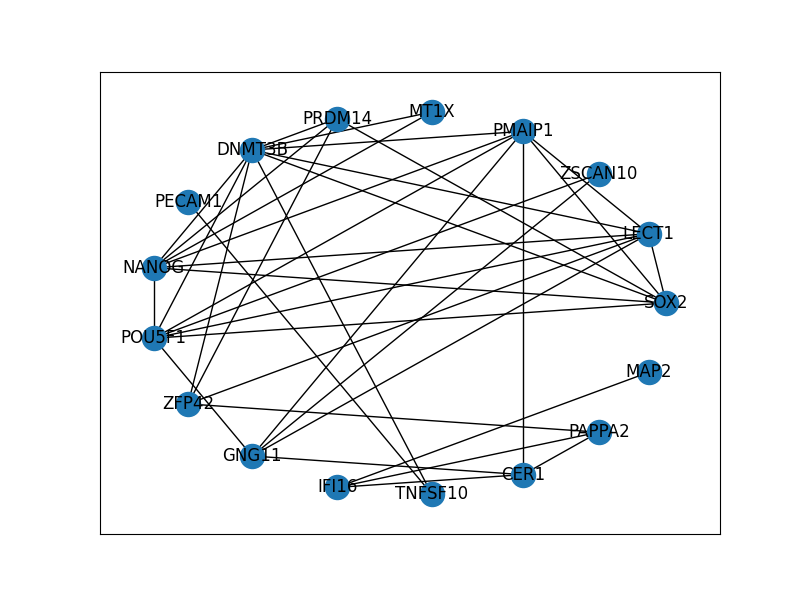 MT1X
PRDM14
PMAIP1
DNMT3B
ZSCAN10
PECAM1
LECT1
NANOG
SOX2
POU5F1
MAP2
ZFP42
PAPPA2
GNG11
CER1
IFI16
TNFSF10